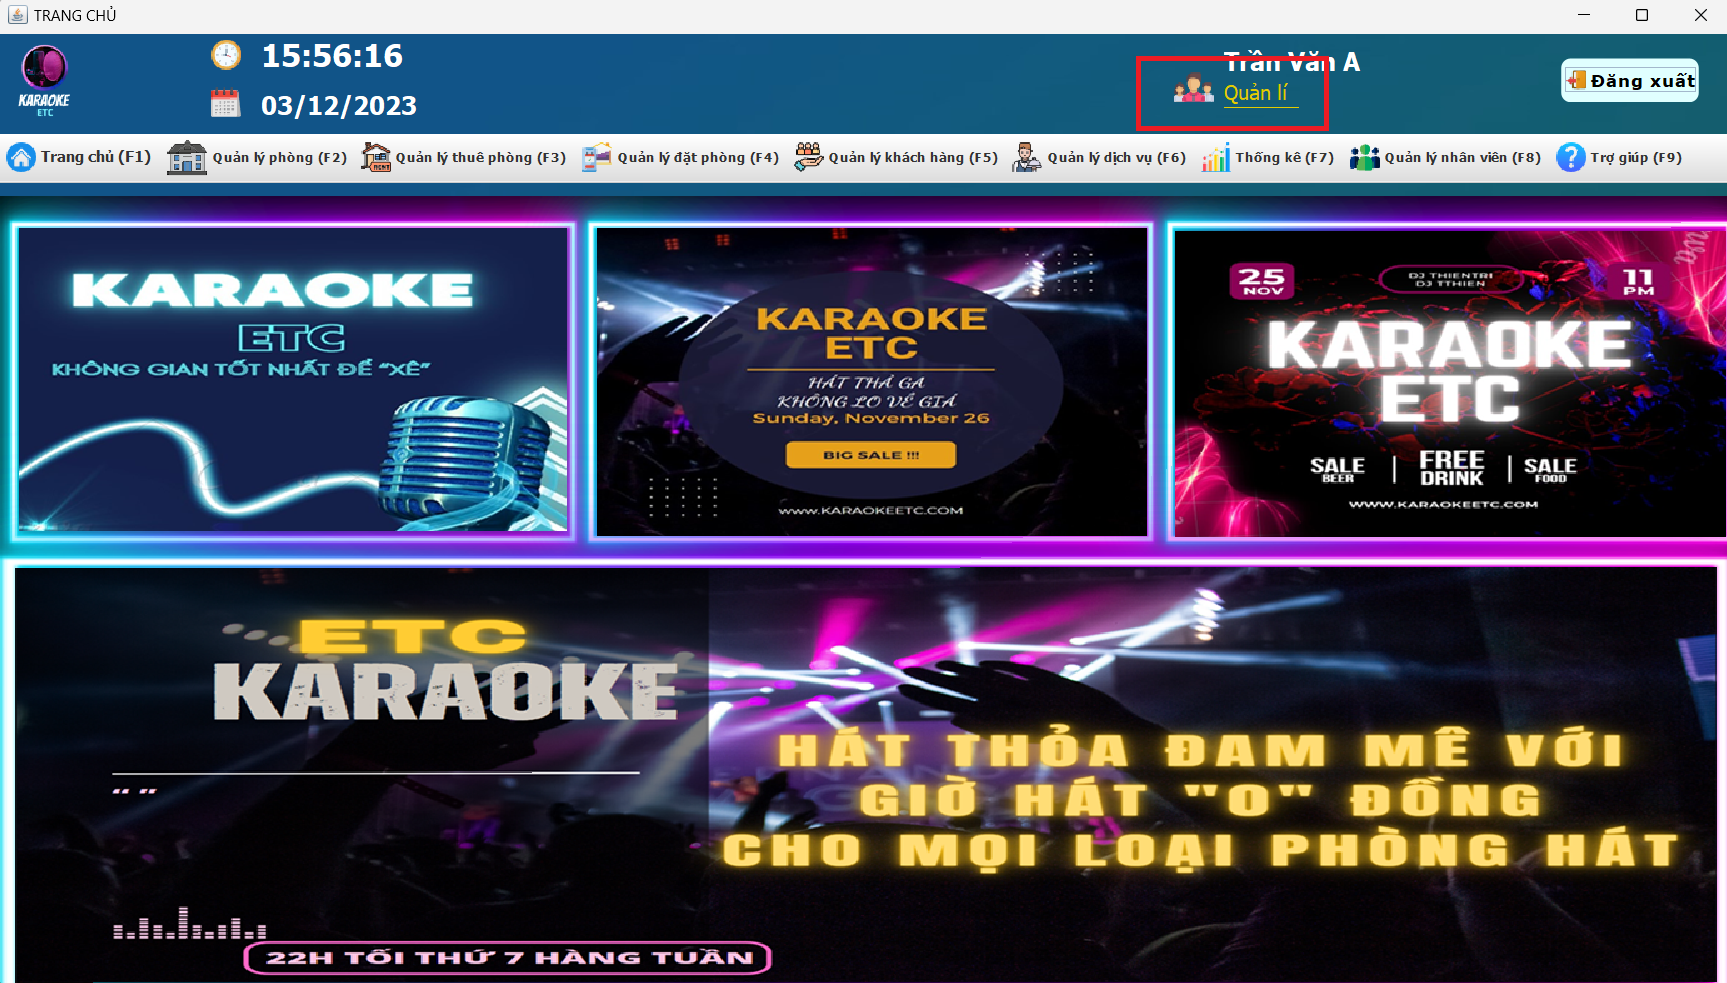 TRANG CHỦ
KARAOKE
ETC
15:56:16
03/12/2023
Trần Văn A
Quản lí
Đăng xuất
Trang chủ (F1)
Quản lý phòng (F2)
Quản lý thuê phòng (F3)
Quản lý đặt phòng (F4)
Quản lý khách hàng (F5)
Quản lý dịch vụ (F6)
Thống kê (F7)
Quản lý nhân viên (F8)
Trợ giúp (F9)
KARAOKE
ETC
KHÔNG GIAN TỐT NHẤT ĐỂ “XÊ”
KARAOKE
ETC
HÁT THẢ GA
KHÔNG LO VỀ GIÁ
Sunday, November 26
BIG SALE !!!
WWW.KARAOKEETC.COM
25
NOV
DJ THIENTRI
DJ TTHIEN
11
PM
KARAOKE
ETC
SALE
BEER
FREE
DRINK
SALE
FOOD
WWW.KARAOKEETC.COM
ETC
KARAOKE
HÁT THỎA ĐAM MÊ VỚI
GIỜ HÁT "O" ĐỒNG
CHO MỌI LOẠI PHÒNG HÁT
22H TỐI THỨ 7 HÀNG TUẦN